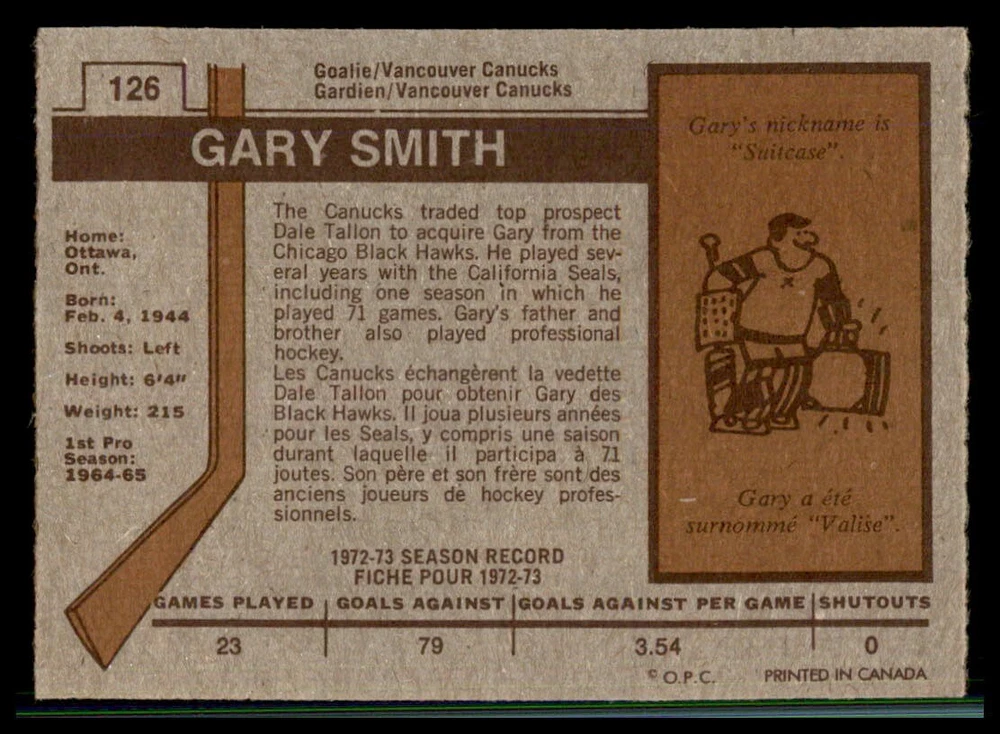 126
Goalie/Vancouver Canucks
Gardien/Vancouver Canucks
GARY SMITH
Home:
Ottawa,
Ont.
Born:
Feb. 4, 1944
Shoots: Left
Height: 6'4"
Weight: 215
1st Pro
Season:
1964-65
The Canucks traded top prospect
Dale Tallon to acquire Gary from the
Chicago Black Hawks. He played sev-
eral years with the California Seals,
including one season in which he
played 71 games. Gary's father and
brother also played professional
hockey.
Les Canucks échangèrent la vedette
Dale Tallon pour obtenir Gary des
Black Hawks. Il joua plusieurs années
pour les Seals, y compris une saison
durant laquelle il participa à 71
joutes. Son père et son frère sont des
anciens joueurs de hockey profes-
sionnels.
Gary's nickname is
"Suitcase".
Gary a été
surnommé "Valise".
1972-73 SEASON RECORD
FICHE POUR 1972-73
GAMES PLAYED GOALS AGAINST GOALS AGAINST PER GAME SHUTOUTS
23 79 3.54 0
© O.P.C. PRINTED IN CANADA